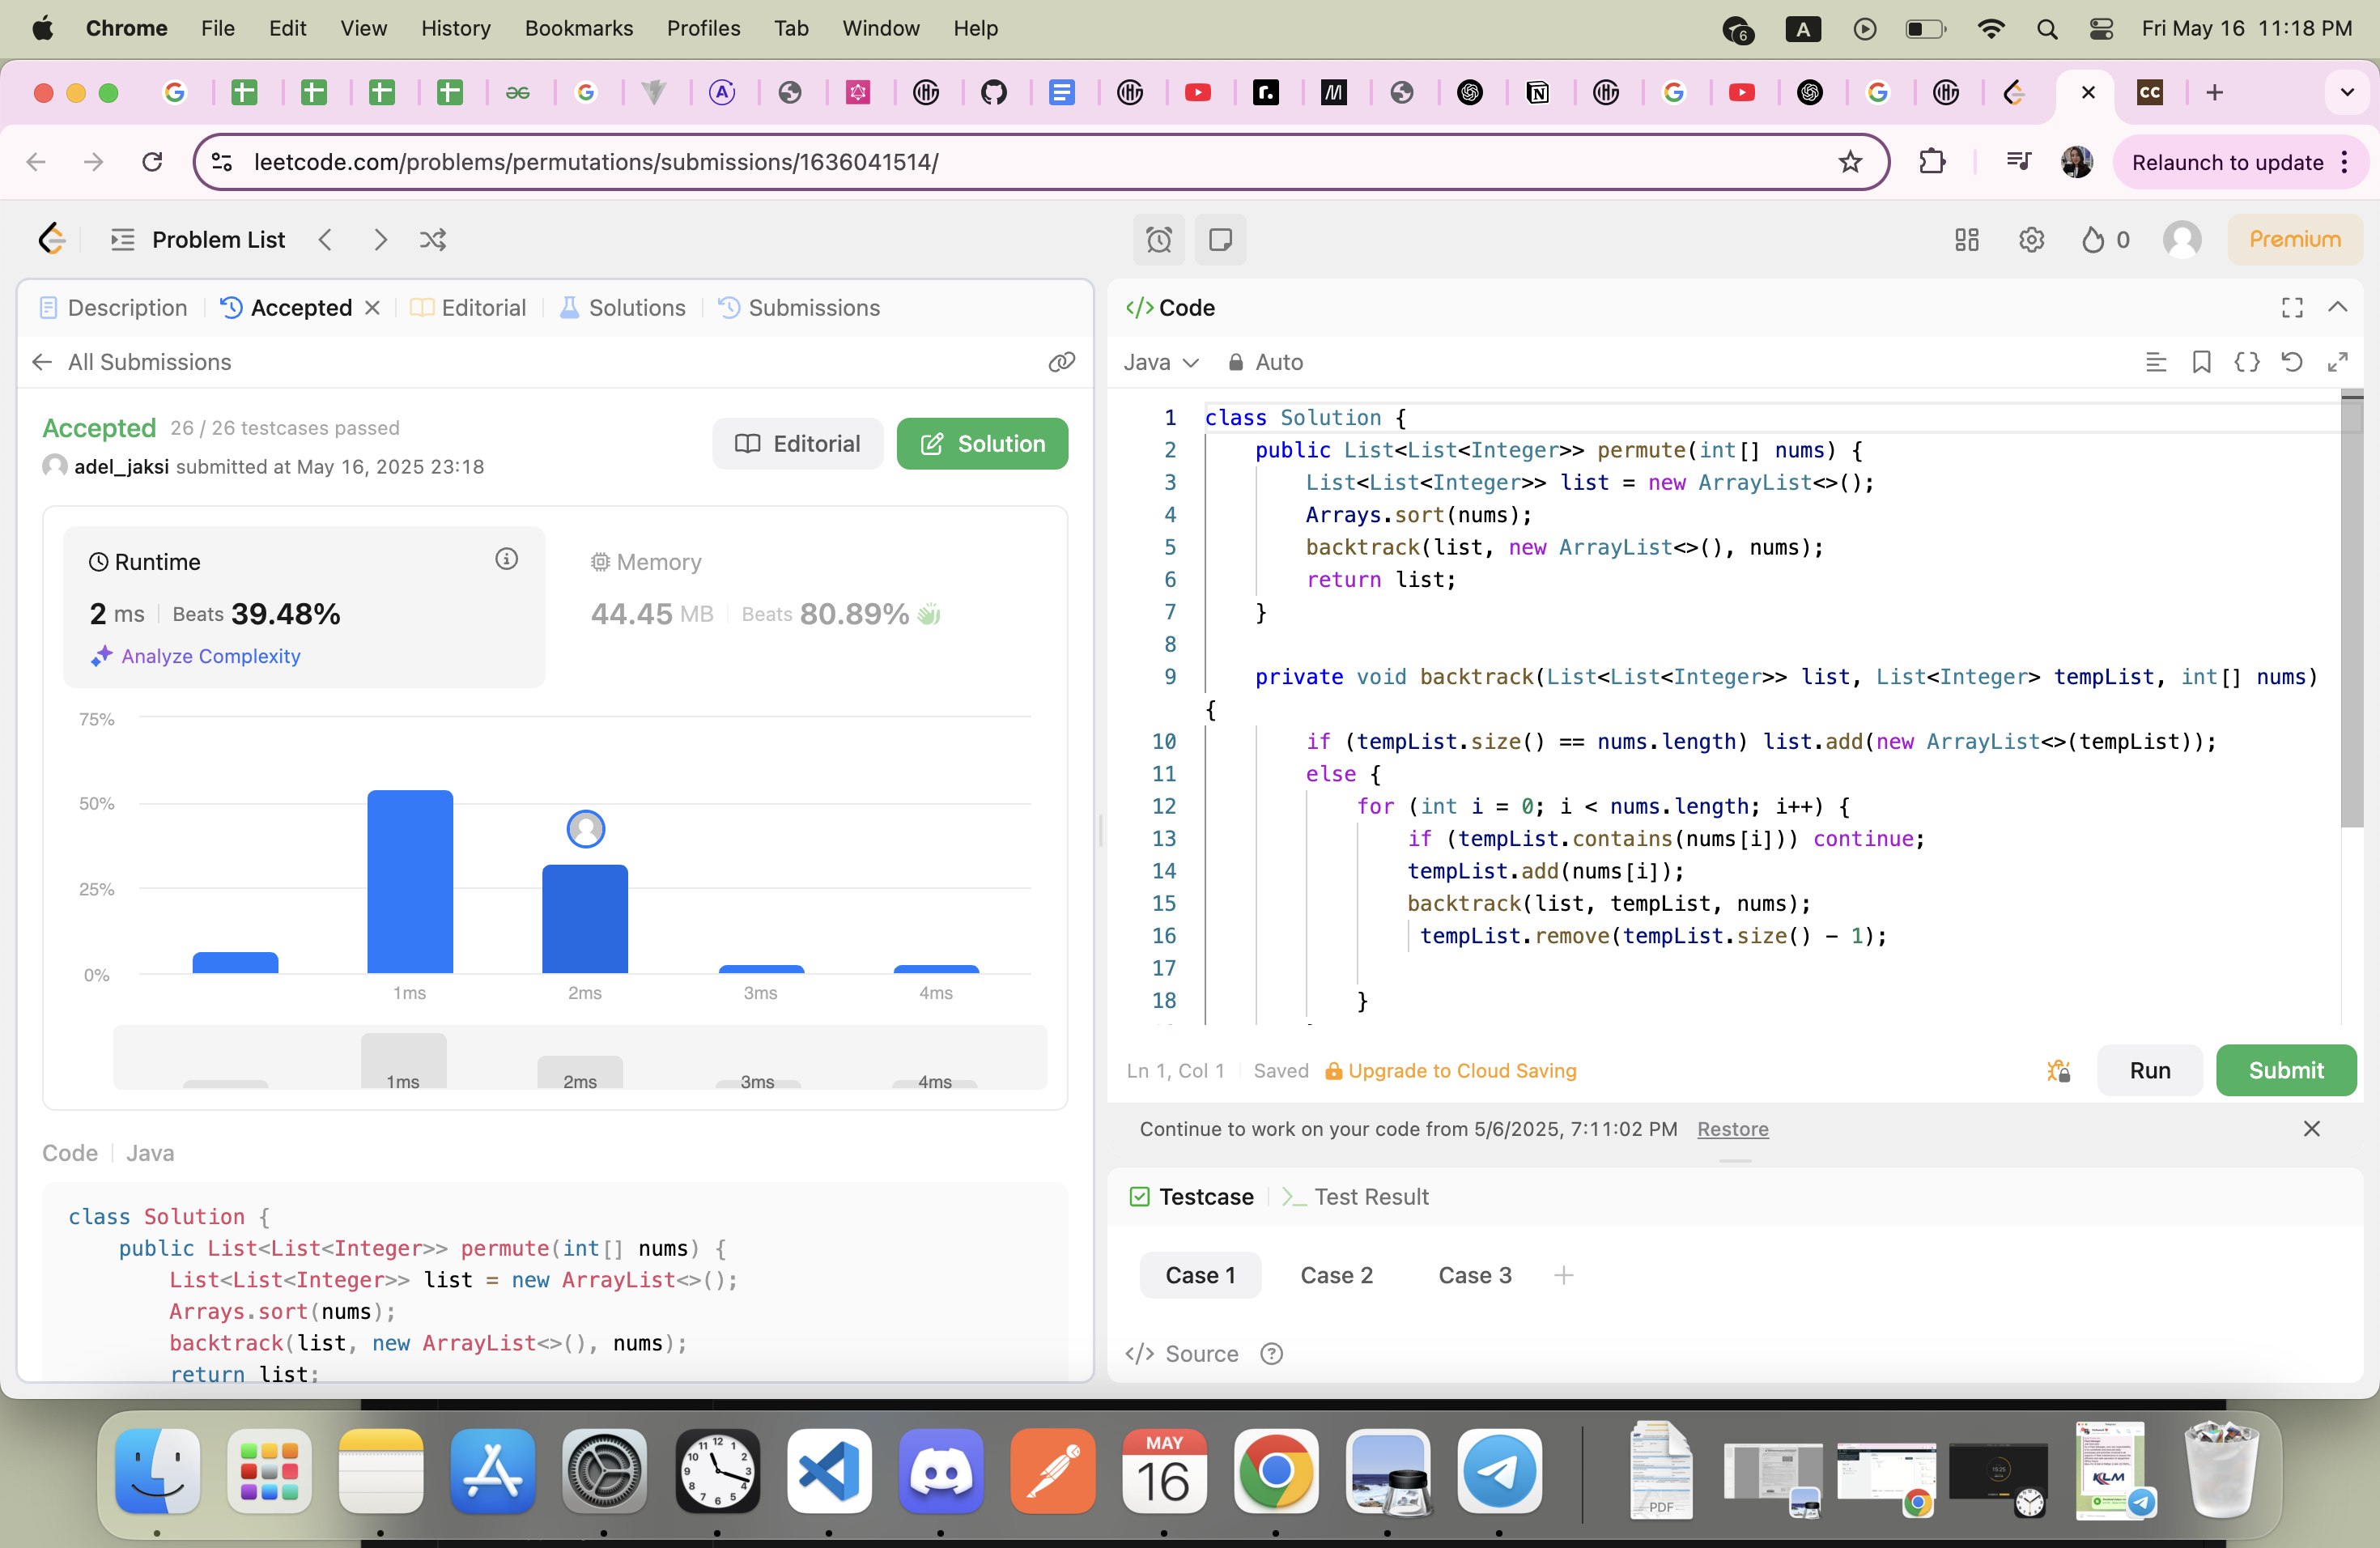 Chrome File Edit View History Bookmarks Profiles Tab Window Help 6 A Fri May 16 11:18 PM
leetcode.com/problems/permutations/submissions/1636041514/ Relaunch to update
Problem List 0 Premium
Description Accepted Editorial Solutions Submissions
All Submissions
Accepted 26 / 26 testcases passed
adel_jaksi submitted at May 16, 2025 23:18
Editorial Solution
Runtime
2 ms Beats 39.48%
Analyze Complexity
Memory
44.45 MB Beats 80.89%
75%
50%
25%
0%
1ms 2ms 3ms 4ms
1ms 2ms 3ms 4ms
Code Java
class Solution {
public List<List<Integer>> permute(int[] nums) {
List<List<Integer>> list = new ArrayList<>();
Arrays.sort(nums);
backtrack(list, new ArrayList<>(), nums);
return list;
</> Code
Java Auto
1 class Solution {
2 public List<List<Integer>> permute(int[] nums) {
3 List<List<Integer>> list = new ArrayList<>();
4 Arrays.sort(nums);
5 backtrack(list, new ArrayList<>(), nums);
6 return list;
7 }
8
9 private void backtrack(List<List<Integer>> list, List<Integer> tempList, int[] nums)
{
10 if (tempList.size() == nums.length) list.add(new ArrayList<>(tempList));
11 else {
12 for (int i = 0; i < nums.length; i++) {
13 if (tempList.contains(nums[i])) continue;
14 tempList.add(nums[i]);
15 backtrack(list, tempList, nums);
16 tempList.remove(tempList.size() - 1);
17
18 }
Ln 1, Col 1 Saved Upgrade to Cloud Saving Run Submit
Continue to work on your code from 5/6/2025, 7:11:02 PM Restore
Testcase Test Result
Case 1 Case 2 Case 3
</> Source
MAY
16
PDF
KLM